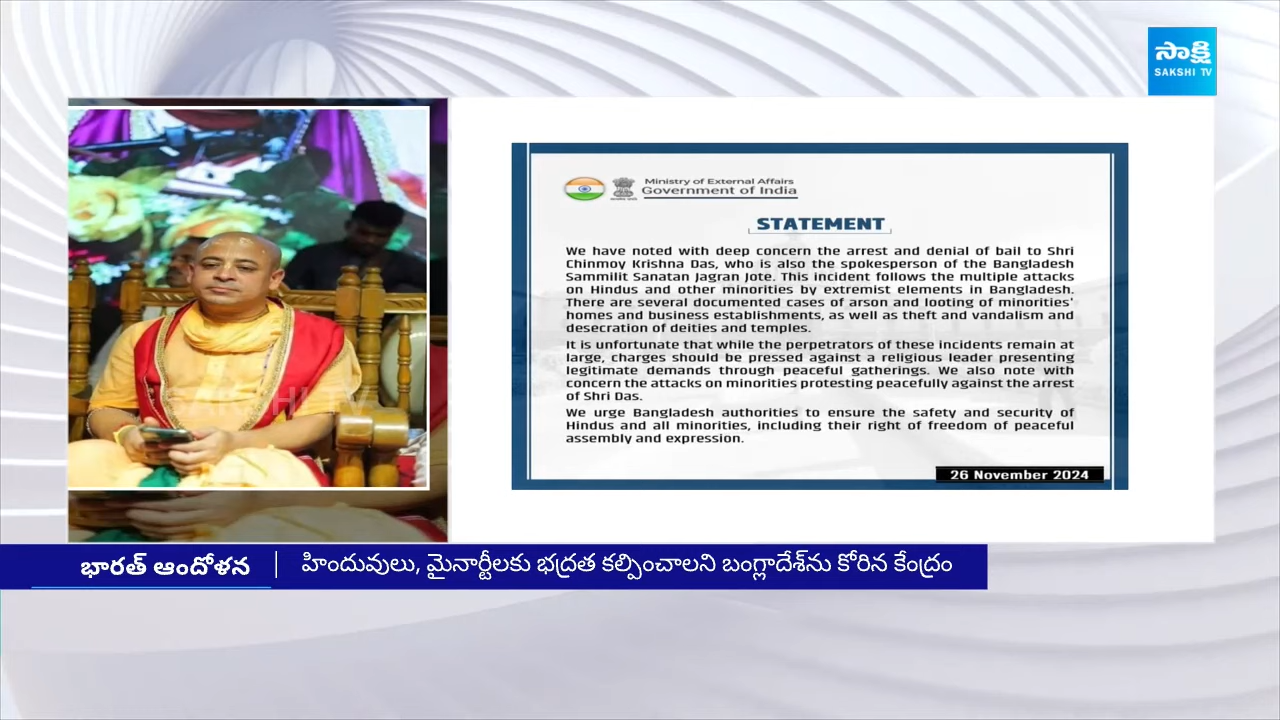 సాక్షి
SAKSHI TV
Ministry of External Affairs
Government of India
STATEMENT
We have noted with deep concern the arrest and denial of bail to Shri
Chinmoy Krishna Das, who is also the spokesperson of the Bangladesh
Sammilit Sanatan Jagran Jote. This incident follows the multiple attacks
on Hindus and other minorities by extremist elements in Bangladesh.
There are several documented cases of arson and looting of minorities'
homes and business establishments, as well as theft and vandalism and
desecration of deities and temples.
It is unfortunate that while the perpetrators of these incidents remain at
large, charges should be pressed against a religious leader presenting
legitimate demands through peaceful gatherings. We also note with
concern the attacks on minorities protesting peacefully against the arrest
of Shri Das.
We urge Bangladesh authorities to ensure the safety and security of
Hindus and all minorities, including their right of freedom of peaceful
assembly and expression.
26 November 2024
SAKSHI TV
భారత్ ఆందోళన | హిందువులు, మైనార్టీలకు భద్రత కల్పించాలని బంగ్లాదేశ్‌ను కోరిన కేంద్రం